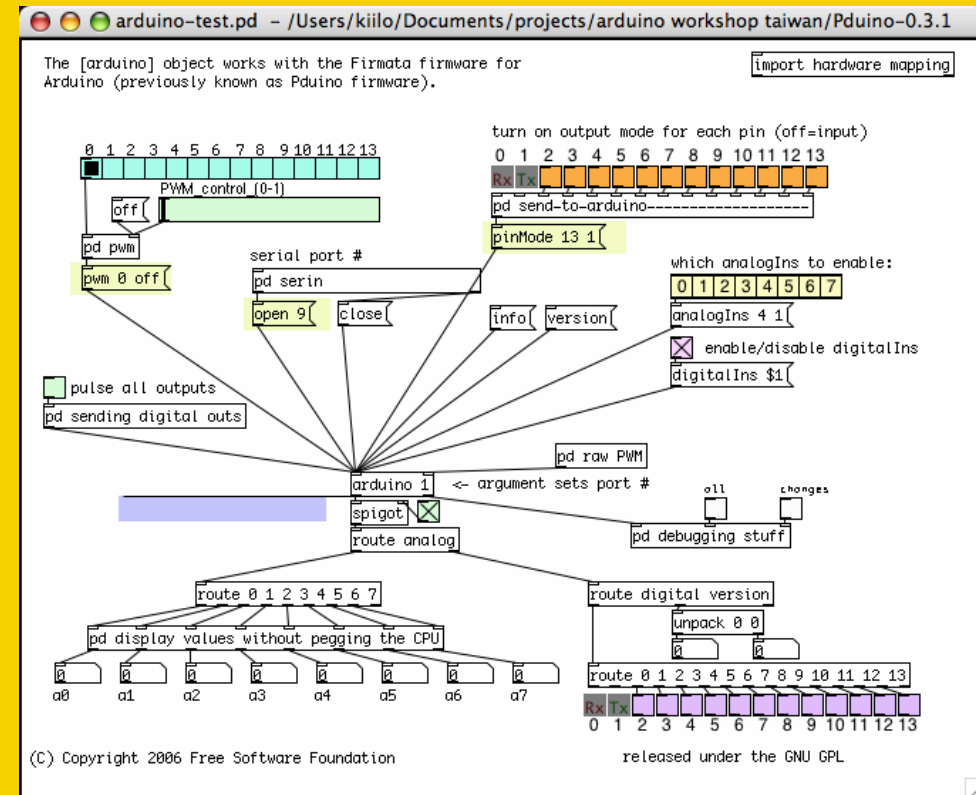 arduino-test.pd - /Users/kiilo/Documents/projects/arduino workshop taiwan/Pduino-0.3.1
The [arduino] object works with the Firmata firmware for
Arduino (previously known as Pduino firmware).
import hardware mapping
turn on output mode for each pin (off=input)
0 1 2 3 4 5 6 7 8 9 10 11 12 13
0 1 2 3 4 5 6 7 8 9 10 11 12 13
Rx Tx
PWM_control_(0-1)
off
pd send-to-arduino--------------------
pd pwm
pinMode 13 1
serial port #
which analogIns to enable:
pwm 0 off
pd serin
0 1 2 3 4 5 6 7
open 9
close
info
version
analogIns 4 1
enable/disable digitalIns
digitalIns $1
pulse all outputs
pd sending digital outs
pd raw PWM
arduino 1
<- argument sets port #
all
changes
spigot
pd debugging stuff
route analog
route 0 1 2 3 4 5 6 7
route digital version
unpack 0 0
pd display values without pegging the CPU
0 0
0 0 0 0 0 0 0 0
route 0 1 2 3 4 5 6 7 8 9 10 11 12 13
a0 a1 a2 a3 a4 a5 a6 a7
Rx Tx
0 1 2 3 4 5 6 7 8 9 10 11 12 13
(C) Copyright 2006 Free Software Foundation
released under the GNU GPL